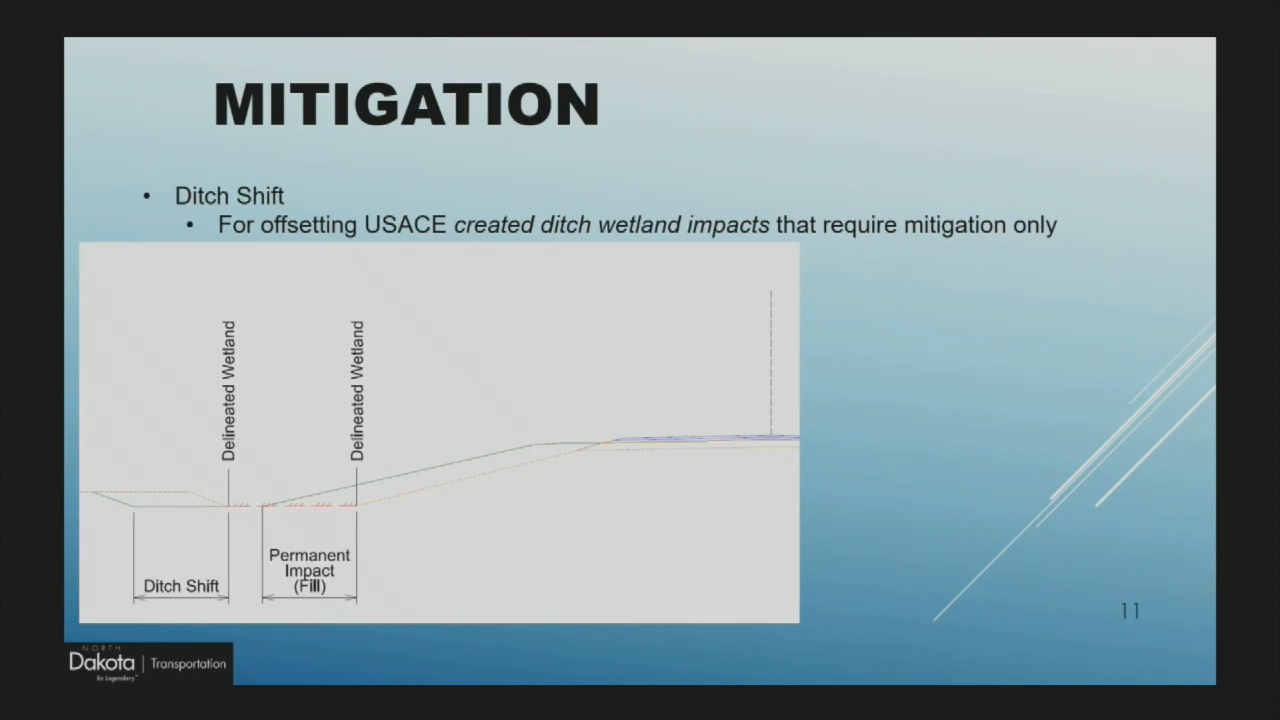 MITIGATION
• Ditch Shift
• For offsetting USACE created ditch wetland impacts that require mitigation only
Delineated Wetland
Delineated Wetland
Permanent
Impact
(Fill)
Ditch Shift
11
NORTH
Dakota | Transportation
Be Legendary.™